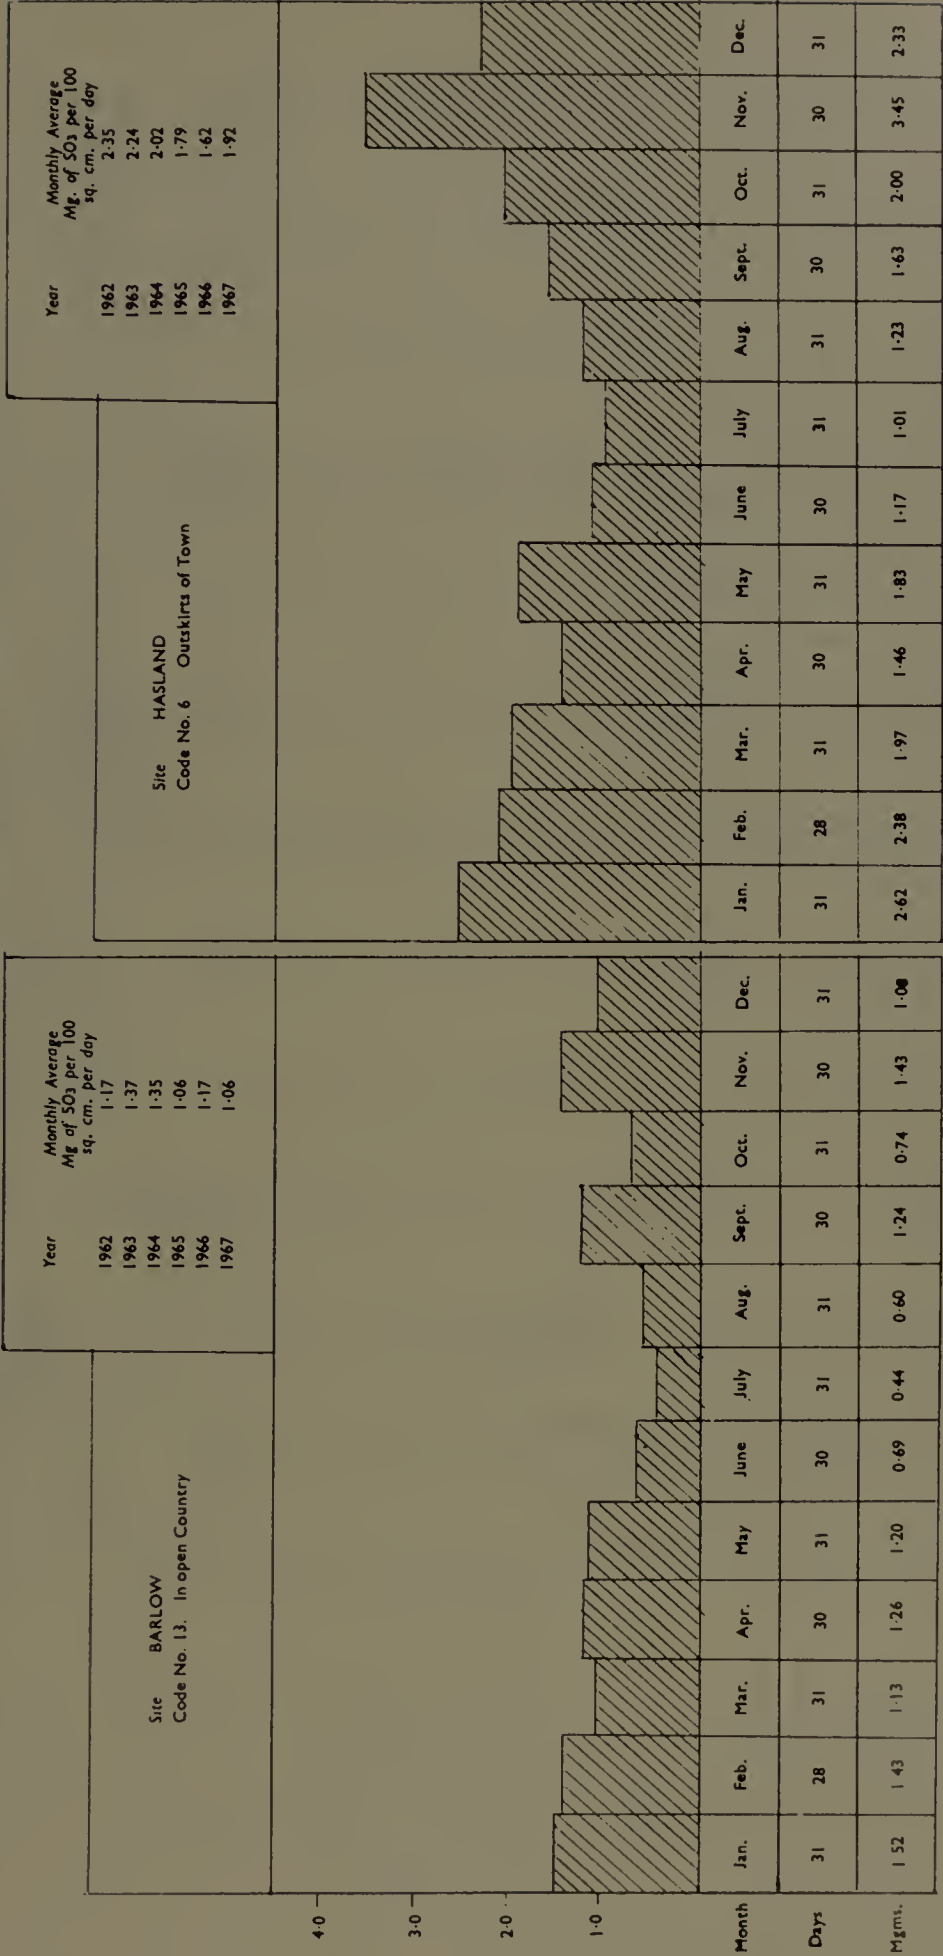 Site BARLOW
Code No. 13. In open Country
Year Monthly Average
Mg of SO3 per 100
sq. cm. per day
1962 1·17
1963 1·37
1964 1·35
1965 1·06
1966 1·17
1967 1·06
Site HASLAND
Code No. 6 Outskirts of Town
Year Monthly Average
Mg. of SO3 per 100
sq. cm. per day
1962 2·35
1963 2·24
1964 2·02
1965 1·79
1966 1·62
1967 1·92
4·0
3·0
2·0
1·0
Month Jan. Feb. Mar. Apr. May June July Aug. Sept. Oct. Nov. Dec. Jan. Feb. Mar. Apr. May June July Aug. Sept. Oct. Nov. Dec.
Days 31 28 31 30 31 30 31 31 30 31 30 31 31 28 31 30 31 30 31 31 30 31 30 31
Mgms. 1 52 1 43 1·13 1·26 1·20 0·69 0·44 0·60 1·24 0·74 1·43 1·08 2·62 2·38 1·97 1·46 1·83 1·17 1·01 1·23 1·63 2·00 3·45 2·33